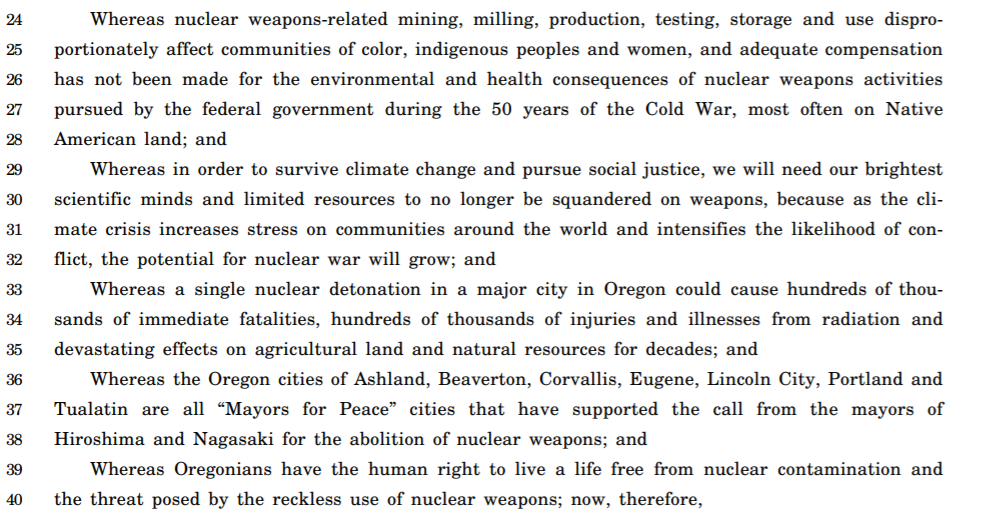 24 Whereas nuclear weapons-related mining, milling, production, testing, storage and use dispro-
25 portionately affect communities of color, indigenous peoples and women, and adequate compensation
26 has not been made for the environmental and health consequences of nuclear weapons activities
27 pursued by the federal government during the 50 years of the Cold War, most often on Native
28 American land; and
29 Whereas in order to survive climate change and pursue social justice, we will need our brightest
30 scientific minds and limited resources to no longer be squandered on weapons, because as the cli-
31 mate crisis increases stress on communities around the world and intensifies the likelihood of con-
32 flict, the potential for nuclear war will grow; and
33 Whereas a single nuclear detonation in a major city in Oregon could cause hundreds of thou-
34 sands of immediate fatalities, hundreds of thousands of injuries and illnesses from radiation and
35 devastating effects on agricultural land and natural resources for decades; and
36 Whereas the Oregon cities of Ashland, Beaverton, Corvallis, Eugene, Lincoln City, Portland and
37 Tualatin are all “Mayors for Peace” cities that have supported the call from the mayors of
38 Hiroshima and Nagasaki for the abolition of nuclear weapons; and
39 Whereas Oregonians have the human right to live a life free from nuclear contamination and
40 the threat posed by the reckless use of nuclear weapons; now, therefore,